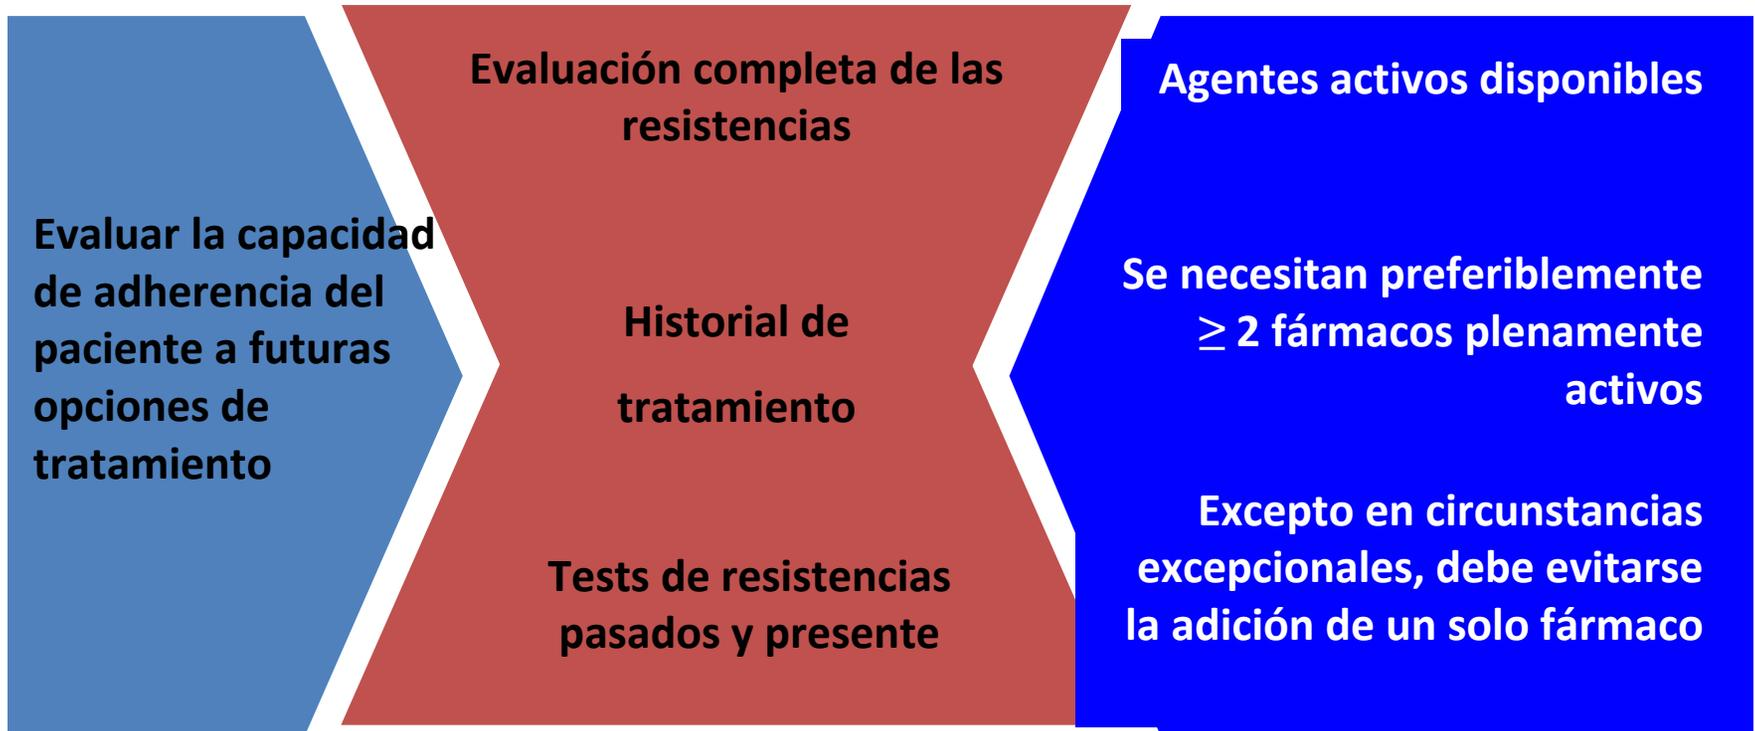 Evaluar la capacidad
de adherencia del
paciente a futuras
opciones de
tratamiento
Evaluación completa de las
resistencias
Historial de
tratamiento
Tests de resistencias
pasados y presente
Agentes activos disponibles
Se necesitan preferiblemente
≥ 2 fármacos plenamente
activos
Excepto en circunstancias
excepcionales, debe evitarse
la adición de un solo fármaco